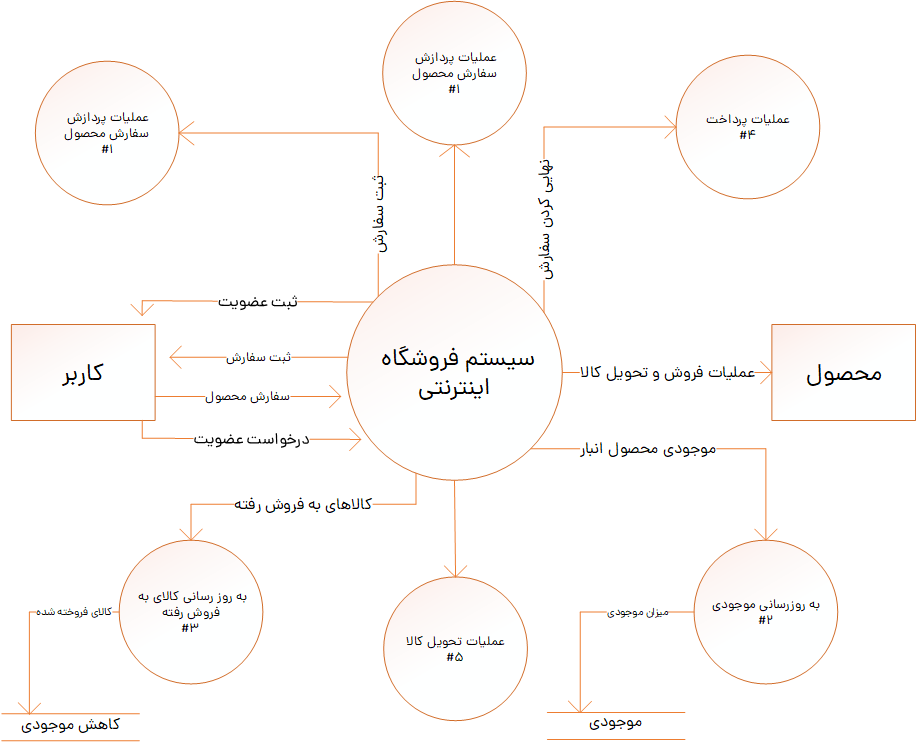 عملیات پردازش
سفارش محصول
#۱
عملیات پردازش
سفارش محصول
#۱
عملیات پرداخت
#۴
ثبت سفارش
نهایی کردن سفارش
ثبت عضویت
ثبت سفارش
سفارش محصول
درخواست عضویت
کاربر
سیستم فروشگاه
اینترنتی
عملیات فروش و تحویل کالا
محصول
موجودی محصول انبار
کالاهای به فروش رفته
به روز رسانی کالای به
فروش رفته
#۳
کالای فروخته شده
کاهش موجودی
عملیات تحویل کالا
#۵
به روزرسانی موجودی
#۲
میزان موجودی
موجودی